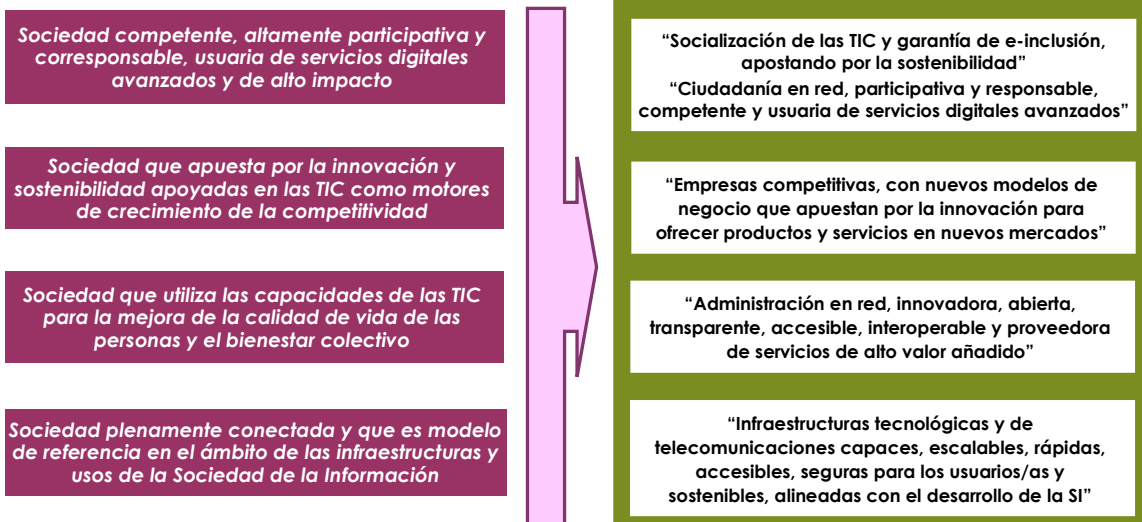 Sociedad competente, altamente participativa y
corresponsable, usuaria de servicios digitales
avanzados y de alto impacto
Sociedad que apuesta por la innovación y
sostenibilidad apoyadas en las TIC como motores
de crecimiento de la competitividad
Sociedad que utiliza las capacidades de las TIC
para la mejora de la calidad de vida de las
personas y el bienestar colectivo
Sociedad plenamente conectada y que es modelo
de referencia en el ámbito de las infraestructuras y
usos de la Sociedad de la Información
“Socialización de las TIC y garantía de e-inclusión,
apostando por la sostenibilidad”
“Ciudadanía en red, participativa y responsable,
competente y usuaria de servicios digitales avanzados”
“Empresas competitivas, con nuevos modelos de
negocio que apuestan por la innovación para
ofrecer productos y servicios en nuevos mercados”
“Administración en red, innovadora, abierta,
transparente, accesible, interoperable y proveedora
de servicios de alto valor añadido”
“Infraestructuras tecnológicas y de
telecomunicaciones capaces, escalables, rápidas,
accesibles, seguras para los usuarios/as y
sostenibles, alineadas con el desarrollo de la SI”